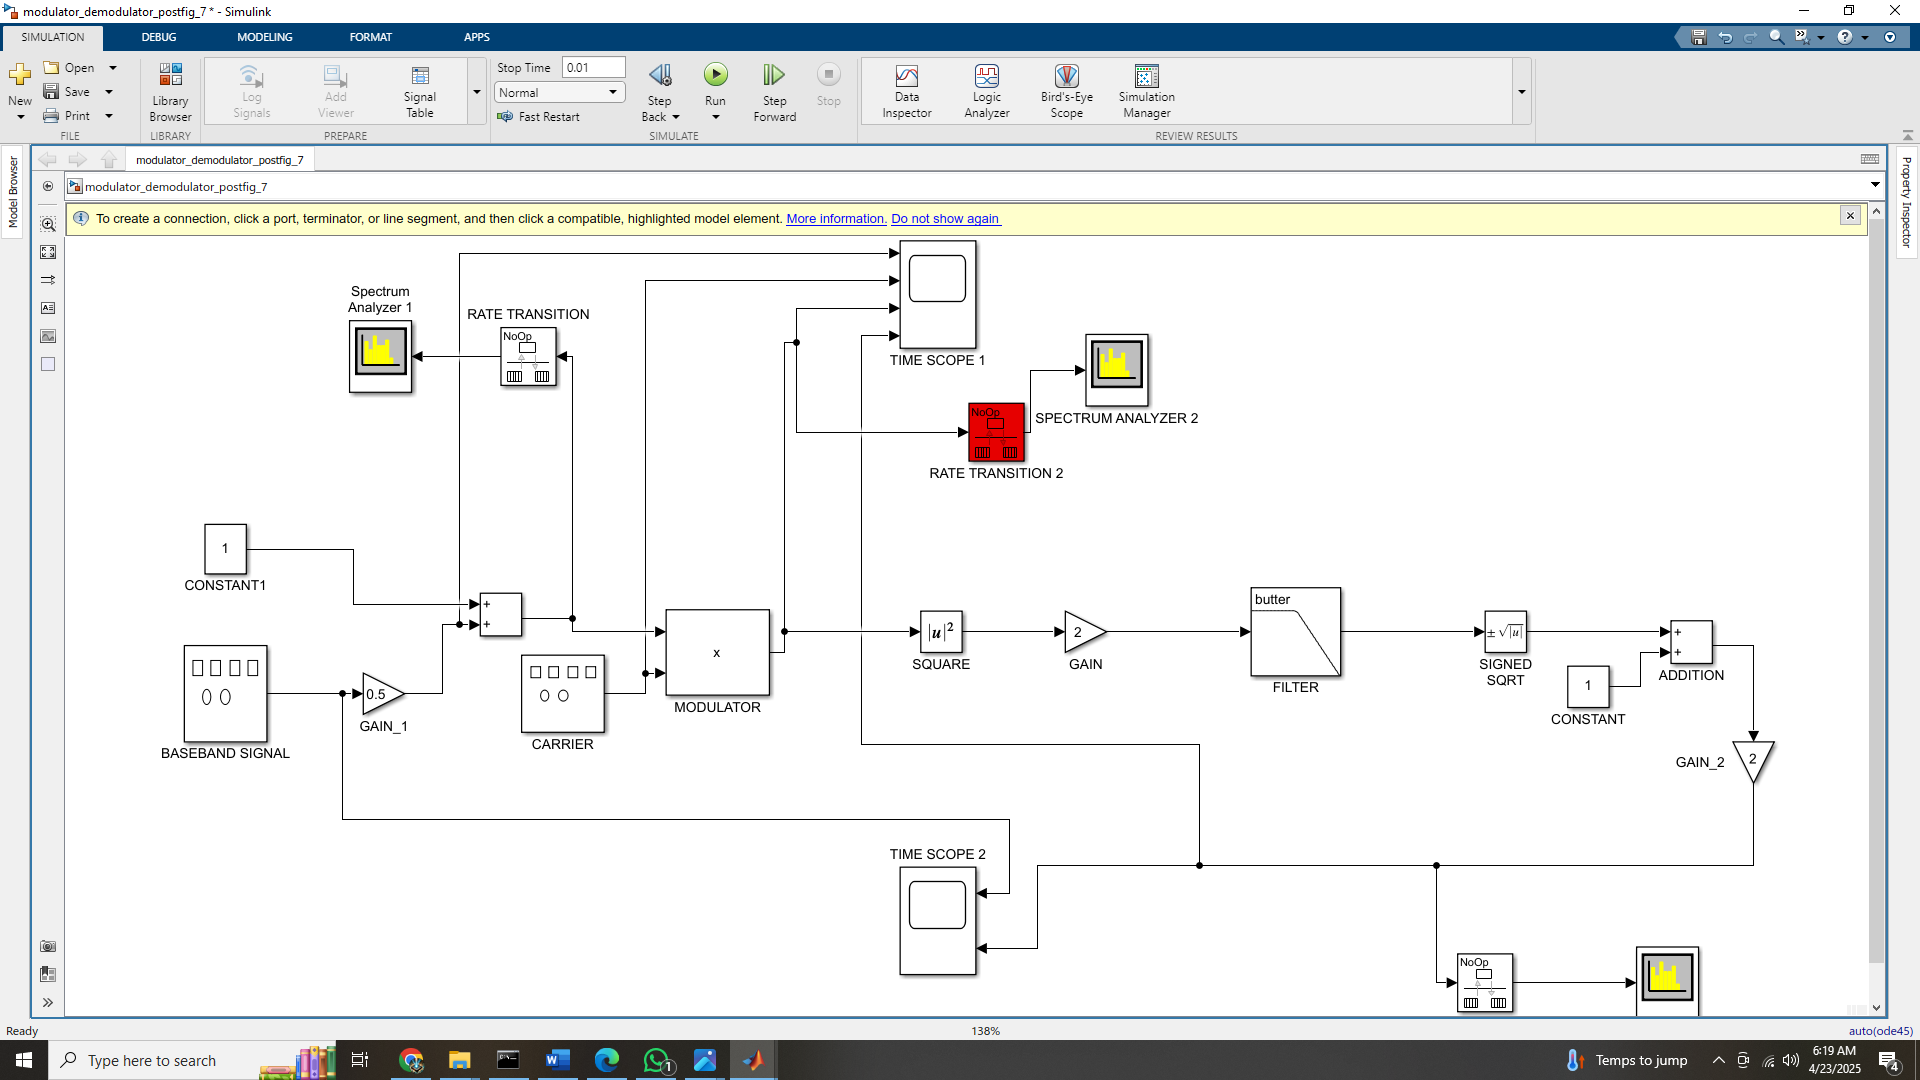 modulator_demodulator_postfig_7 * - Simulink
SIMULATION
DEBUG
MODELING
FORMAT
APPS
New
Open
Save
Print
FILE
Library
Browser
LIBRARY
Log
Signals
Add
Viewer
Signal
Table
PREPARE
Stop Time 0.01
Normal
Fast Restart
Step
Back
Run
Step
Forward
Stop
SIMULATE
Data
Inspector
Logic
Analyzer
Bird's-Eye
Scope
Simulation
Manager
REVIEW RESULTS
Model Browser
Property Inspector
modulator_demodulator_postfig_7
modulator_demodulator_postfig_7
To create a connection, click a port, terminator, or line segment, and then click a compatible, highlighted model element. More information. Do not show again
Spectrum
Analyzer 1
RATE TRANSITION
NoOp
TIME SCOPE 1
NoOp
RATE TRANSITION 2
SPECTRUM ANALYZER 2
1
CONSTANT1
+
+
BASEBAND SIGNAL
0.5
GAIN_1
CARRIER
x
MODULATOR
|u|²
SQUARE
2
GAIN
butter
FILTER
± √|u|
SIGNED
SQRT
1
CONSTANT
+
+
ADDITION
2
GAIN_2
TIME SCOPE 2
NoOp
Ready
138%
auto(ode45)
Type here to search
1
Temps to jump
6:19 AM
4/23/2025
4